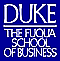 DUKE
THE FUQUA
SCHOOL
OF BUSINESS